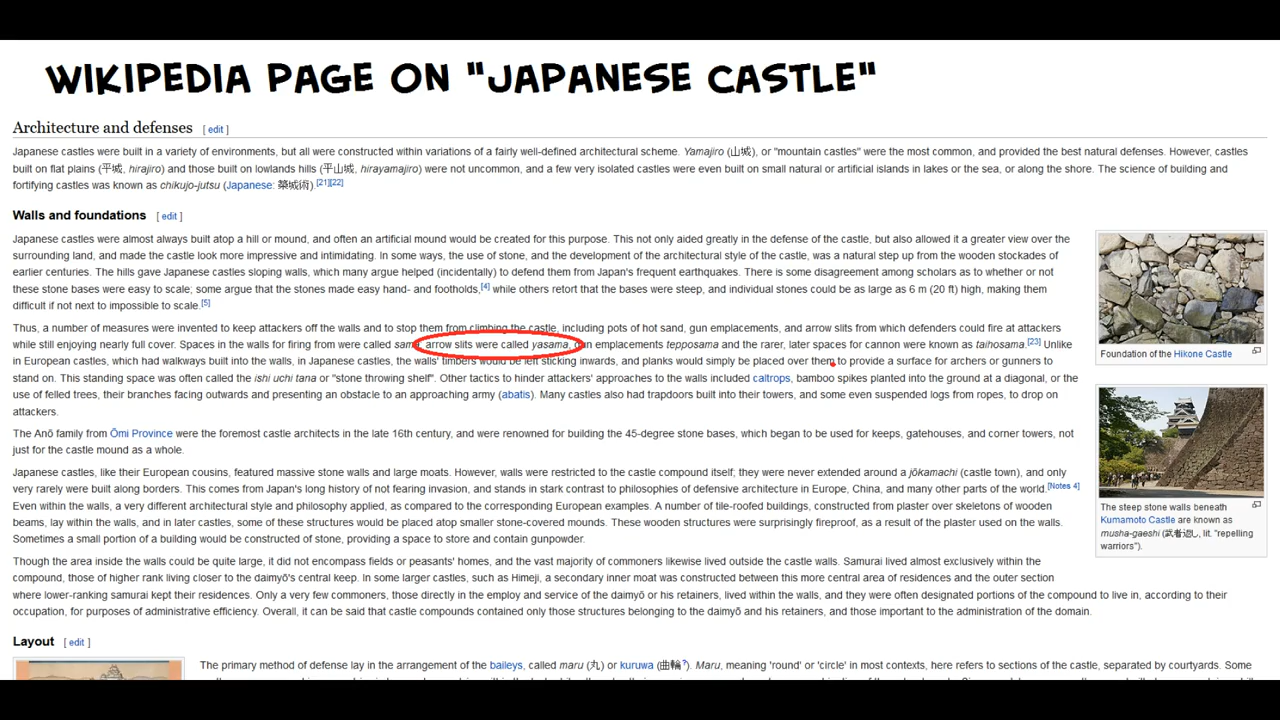 WIKIPEDIA PAGE ON "JAPANESE CASTLE"
Architecture and defenses [ edit ]
Japanese castles were built in a variety of environments, but all were constructed within variations of a fairly well-defined architectural scheme. Yamajiro (山城), or "mountain castles" were the most common, and provided the best natural defenses. However, castles
built on flat plains (平城, hirajiro) and those built on lowlands hills (平山城, hirayamajiro) were not uncommon, and a few very isolated castles were even built on small natural or artificial islands in lakes or the sea, or along the shore. The science of building and
fortifying castles was known as chikujo-jutsu (Japanese: 築城術).[21][22]
Walls and foundations [ edit ]
Japanese castles were almost always built atop a hill or mound, and often an artificial mound would be created for this purpose. This not only aided greatly in the defense of the castle, but also allowed it a greater view over the
surrounding land, and made the castle look more impressive and intimidating. In some ways, the use of stone, and the development of the architectural style of the castle, was a natural step up from the wooden stockades of
earlier centuries. The hills gave Japanese castles sloping walls, which many argue helped (incidentally) to defend them from Japan's frequent earthquakes. There is some disagreement among scholars as to whether or not
these stone bases were easy to scale; some argue that the stones made easy hand- and footholds,[4] while others retort that the bases were steep, and individual stones could be as large as 6 m (20 ft) high, making them
difficult if not next to impossible to scale.[5]
Thus, a number of measures were invented to keep attackers off the walls and to stop them from climbing the castle, including pots of hot sand, gun emplacements, and arrow slits from which defenders could fire at attackers
while still enjoying nearly full cover. Spaces in the walls for firing from were called sama, arrow slits were called yasama, gun emplacements tepposama and the rarer, later spaces for cannon were known as taihosama.[23] Unlike
in European castles, which had walkways built into the walls, in Japanese castles, the walls' timbers would be left sticking inwards, and planks would simply be placed over them to provide a surface for archers or gunners to
stand on. This standing space was often called the ishi uchi tana or "stone throwing shelf". Other tactics to hinder attackers' approaches to the walls included caltrops, bamboo spikes planted into the ground at a diagonal, or the
use of felled trees, their branches facing outwards and presenting an obstacle to an approaching army (abatis). Many castles also had trapdoors built into their towers, and some even suspended logs from ropes, to drop on
attackers.
The Anō family from Ōmi Province were the foremost castle architects in the late 16th century, and were renowned for building the 45-degree stone bases, which began to be used for keeps, gatehouses, and corner towers, not
just for the castle mound as a whole.
Japanese castles, like their European cousins, featured massive stone walls and large moats. However, walls were restricted to the castle compound itself; they were never extended around a jōkamachi (castle town), and only
very rarely were built along borders. This comes from Japan's long history of not fearing invasion, and stands in stark contrast to philosophies of defensive architecture in Europe, China, and many other parts of the world.[Notes 4]
Even within the walls, a very different architectural style and philosophy applied, as compared to the corresponding European examples. A number of tile-roofed buildings, constructed from plaster over skeletons of wooden
beams, lay within the walls, and in later castles, some of these structures would be placed atop smaller stone-covered mounds. These wooden structures were surprisingly fireproof, as a result of the plaster used on the walls.
Sometimes a small portion of a building would be constructed of stone, providing a space to store and contain gunpowder.
Though the area inside the walls could be quite large, it did not encompass fields or peasants' homes, and the vast majority of commoners likewise lived outside the castle walls. Samurai lived almost exclusively within the
compound, those of higher rank living closer to the daimyō's central keep. In some larger castles, such as Himeji, a secondary inner moat was constructed between this more central area of residences and the outer section
where lower-ranking samurai kept their residences. Only a very few commoners, those directly in the employ and service of the daimyō or his retainers, lived within the walls, and they were often designated portions of the compound to live in, according to their
occupation, for purposes of administrative efficiency. Overall, it can be said that castle compounds contained only those structures belonging to the daimyō and his retainers, and those important to the administration of the domain.
Foundation of the Hikone Castle
The steep stone walls beneath
Kumamoto Castle are known as
musha-gaeshi (武者返し, lit. "repelling
warriors").
Layout [ edit ]
The primary method of defense lay in the arrangement of the baileys, called maru (丸) or kuruwa (曲輪?). Maru, meaning 'round' or 'circle' in most contexts, here refers to sections of the castle, separated by courtyards. Some